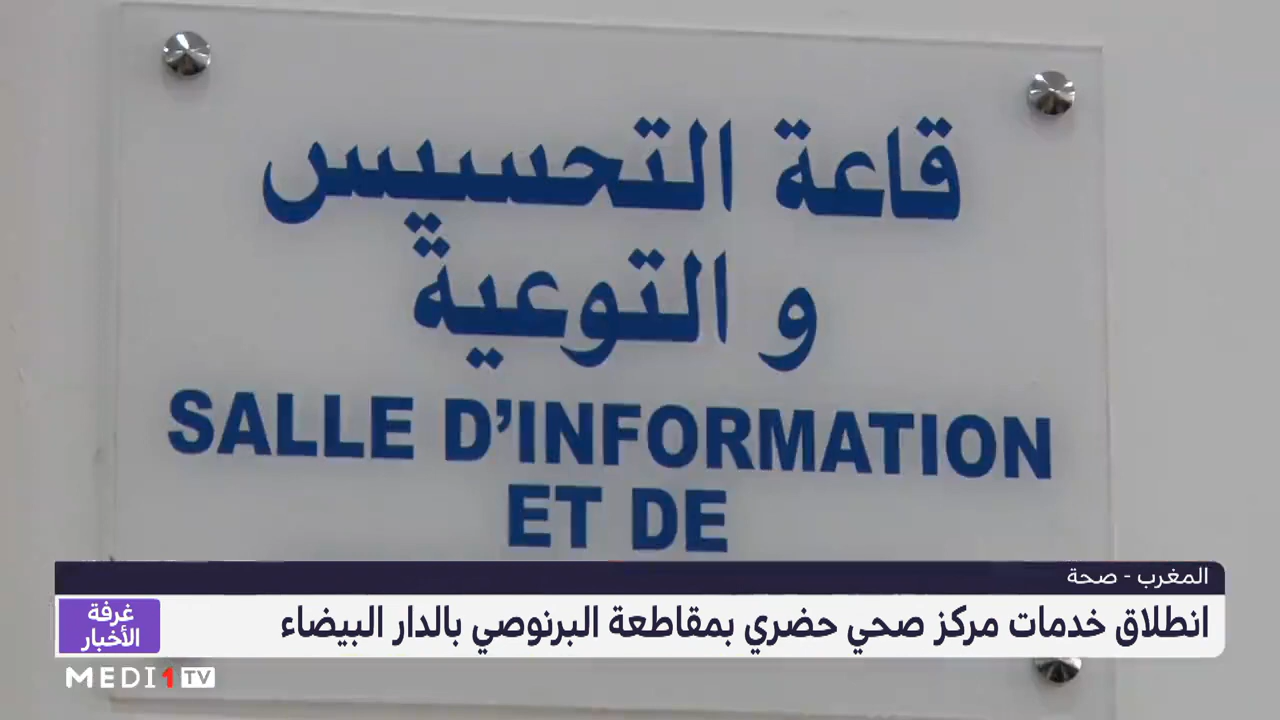 قاعة التحسيس
و التوعية
SALLE D’INFORMATION
ET DE
المغرب - صحة
انطلاق خدمات مركز صحي حضري بمقاطعة البرنوصي بالدار البيضاء
غرفة
الأخبار
MEDI1TV